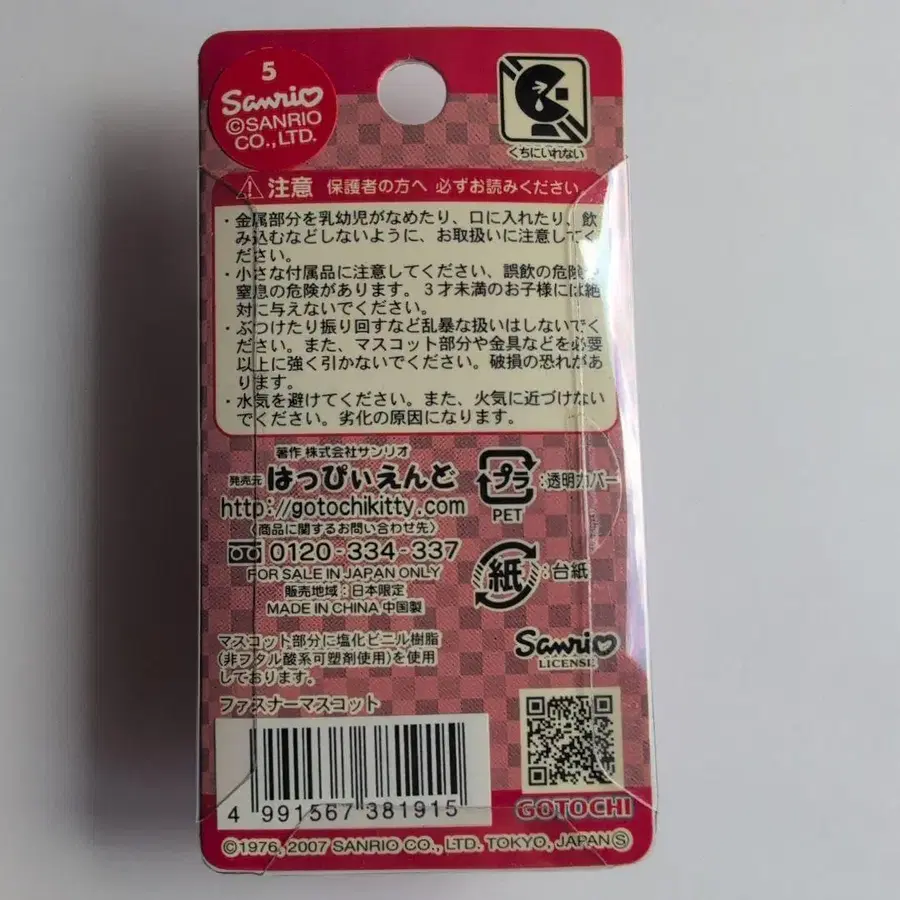 5
Sanrio
©SANRIO
CO.,LTD.
くちにいれない
注意 保護者の方へ 必ずお読みください。
・金属部分を乳幼児がなめたり、口に入れたり、飲
み込むなどしないように、お取扱いに注意してく
ださい。
・小さな付属品に注意してください、誤飲の危険や
窒息の危険があります。3才未満のお子様には絶
対に与えないでください。
・ぶつけたり振り回すなど乱暴な扱いはしないでく
ださい。また、マスコット部分や金具などを必要
以上に強く引かないでください。破損の恐れがあ
ります。
・水気を避けてください。また、火気に近づけない
でください。劣化の原因になります。
著作 株式会社サンリオ
発売元 はっぴぃえんど
http://gotochikitty.com
〈商品に関するお問い合わせ先〉
0120-334-337
FOR SALE IN JAPAN ONLY
販売地域：日本限定
MADE IN CHINA 中国製
プラ:透明カバー
PET
紙:台紙
マスコット部分に塩化ビニル樹脂
(非フタル酸系可塑剤使用)を使用
しております。
ファスナーマスコット
Sanrio
LICENSE
4 991567 381915
GOTOCHI
©1976, 2007 SANRIO CO., LTD. TOKYO, JAPAN Ⓢ